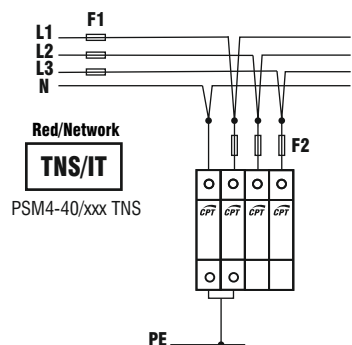 F1
L1
L2
L3
N
Red/Network
TNS/IT
PSM4-40/xxx TNS
F2
CPT CPT CPT CPT
PE